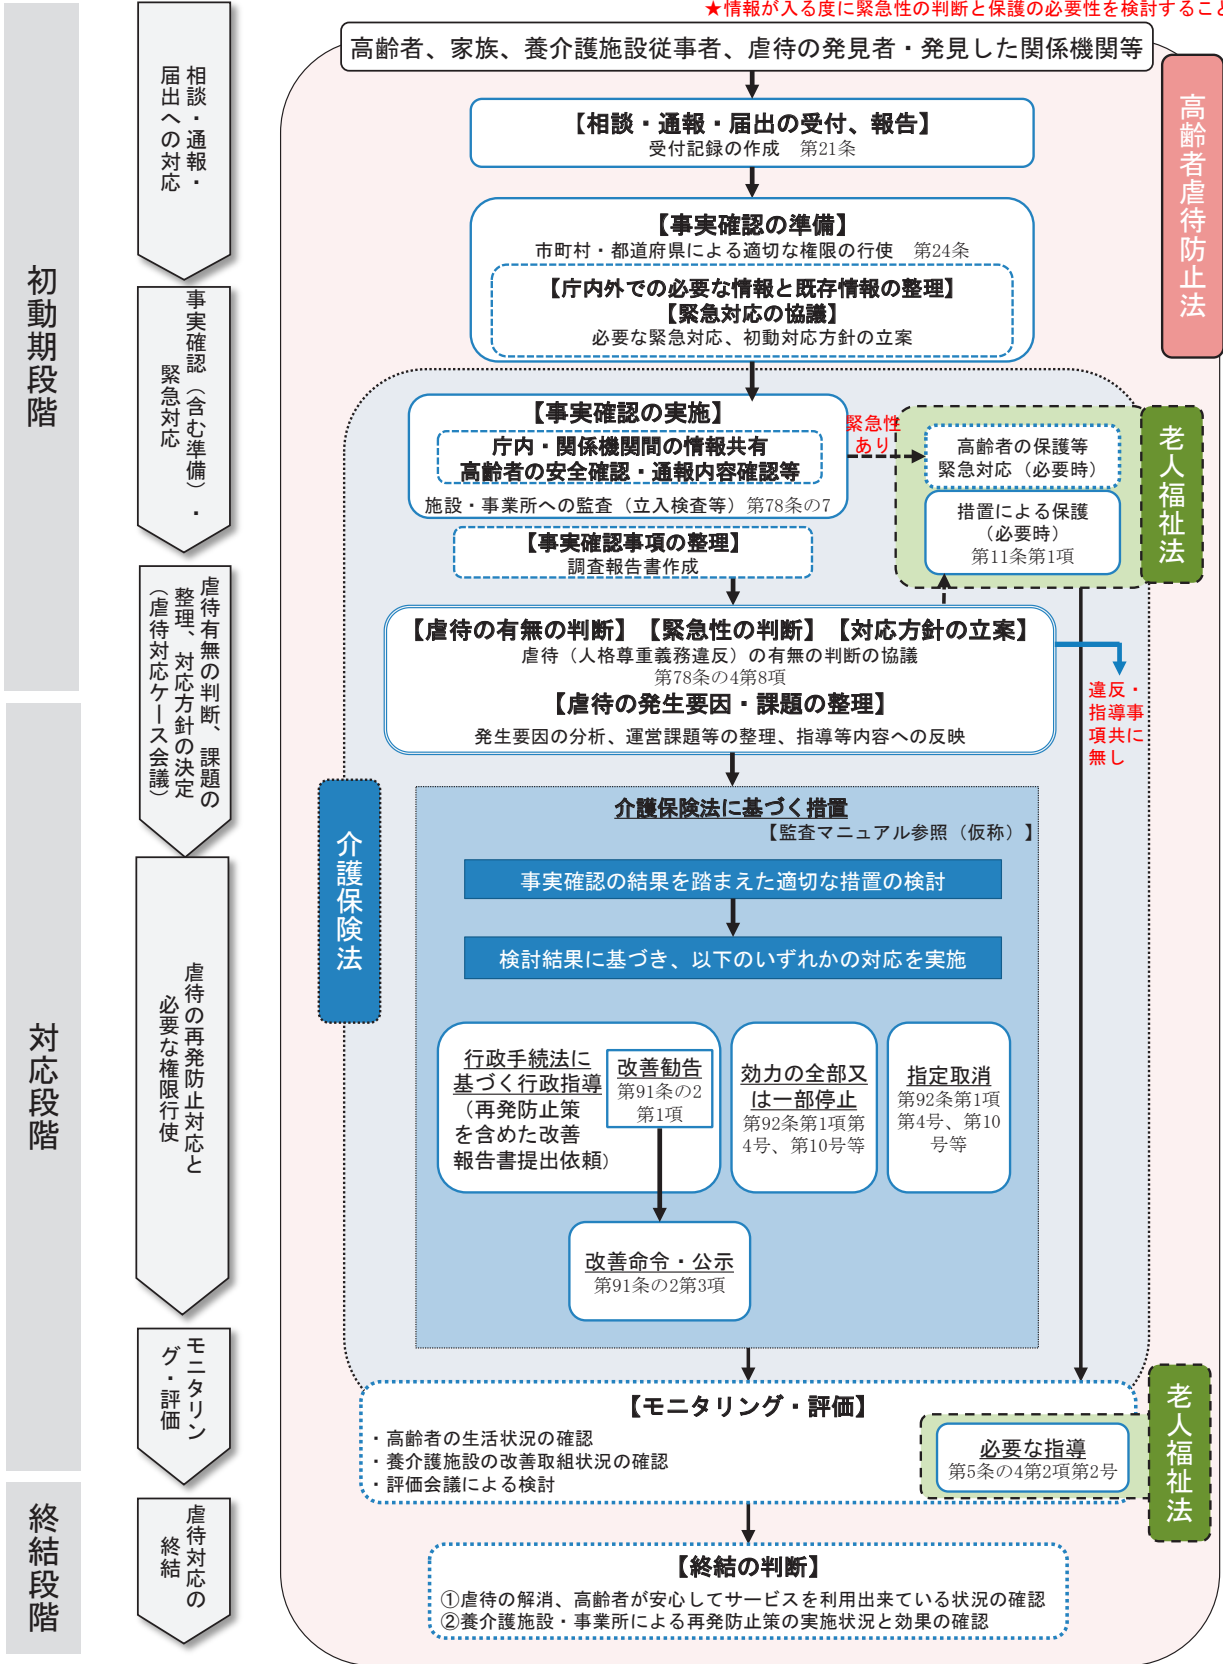 ★情報が入る度に緊急性の判断と保護の必要性を検討すること
高齢者、家族、養介護施設従事者、虐待の発見者・発見した関係機関等
高齢者虐待防止法
初動期段階
相談・通報・
届出への対応
【相談・通報・届出の受付、報告】
受付記録の作成　第21条
【事実確認の準備】
市町村・都道府県による適切な権限の行使　第24条
【庁内外での必要な情報と既存情報の整理】
【緊急対応の協議】
必要な緊急対応、初動対応方針の立案
事実確認（含む準備）・
緊急対応
【事実確認の実施】
庁内・関係機関間の情報共有
高齢者の安全確認・通報内容確認等
施設・事業所への監査（立入検査等）第78条の7
緊急性
あり
高齢者の保護等
緊急対応（必要時）
措置による保護
（必要時）
第11条第1項
老人福祉法
【事実確認事項の整理】
調査報告書作成
虐待有無の判断、課題の
整理、対応方針の決定
（虐待対応ケース会議）
【虐待の有無の判断】【緊急性の判断】【対応方針の立案】
虐待（人格尊重義務違反）の有無の判断の協議
第78条の4第8項
【虐待の発生要因・課題の整理】
発生要因の分析、運営課題等の整理、指導等内容への反映
違反・
指導事
項共に
無し
対応段階
介護保険法
介護保険法に基づく措置
【監査マニュアル参照（仮称）】
事実確認の結果を踏まえた適切な措置の検討
検討結果に基づき、以下のいずれかの対応を実施
虐待の再発防止対応と
必要な権限行使
行政手続法に
基づく行政指導
（再発防止策
を含めた改善
報告書提出依頼）
改善勧告
第91条の2
第1項
効力の全部又
は一部停止
第92条第1項第
4号、第10号等
指定取消
第92条第1項
第4号、第10
号等
改善命令・公示
第91条の2第3項
モニタリン
グ・評価
【モニタリング・評価】
・高齢者の生活状況の確認
・養介護施設の改善取組状況の確認
・評価会議による検討
必要な指導
第5条の4第2項第2号
老人福祉法
終結段階
虐待対応の
終結
【終結の判断】
①虐待の解消、高齢者が安心してサービスを利用出来ている状況の確認
②養介護施設・事業所による再発防止策の実施状況と効果の確認